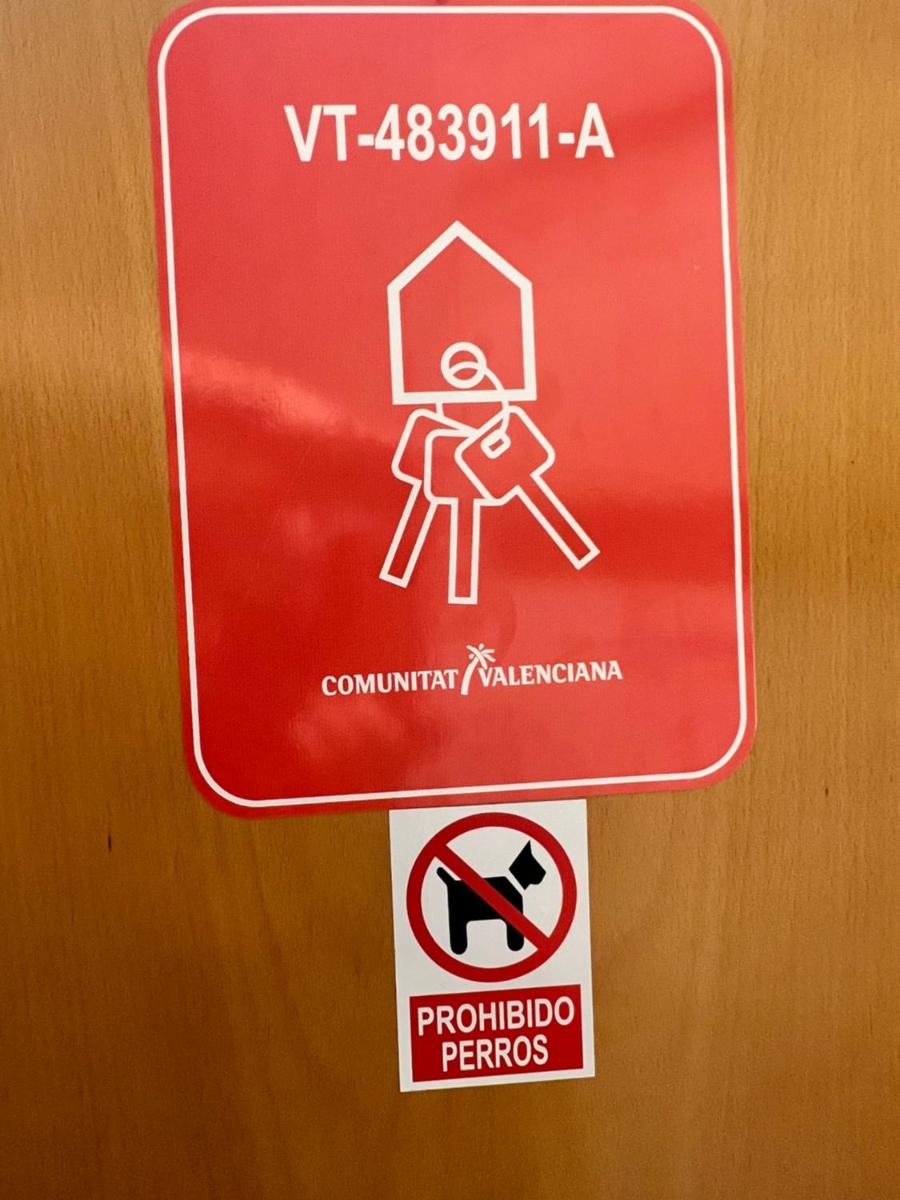 VT-483911-A
COMUNITAT VALENCIANA
PROHIBIDO
PERROS